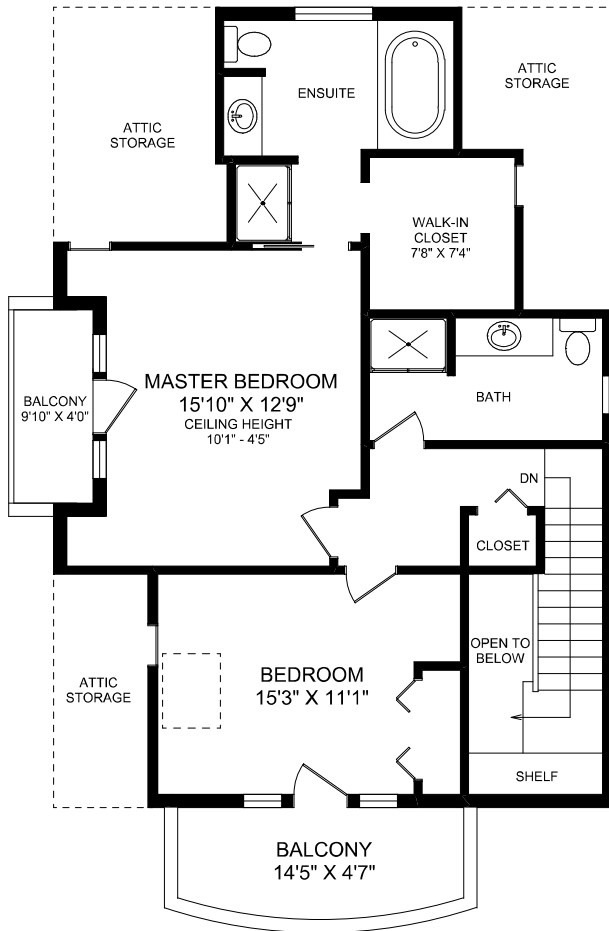 ATTIC
STORAGE
ENSUITE
ATTIC
STORAGE
WALK-IN
CLOSET
7'8" X 7'4"
MASTER BEDROOM
15'10" X 12'9"
CEILING HEIGHT
10'1" - 4'5"
BALCONY
9'10" X 4'0"
BATH
DN
CLOSET
OPEN TO
BELOW
BEDROOM
15'3" X 11'1"
ATTIC
STORAGE
SHELF
BALCONY
14'5" X 4'7"